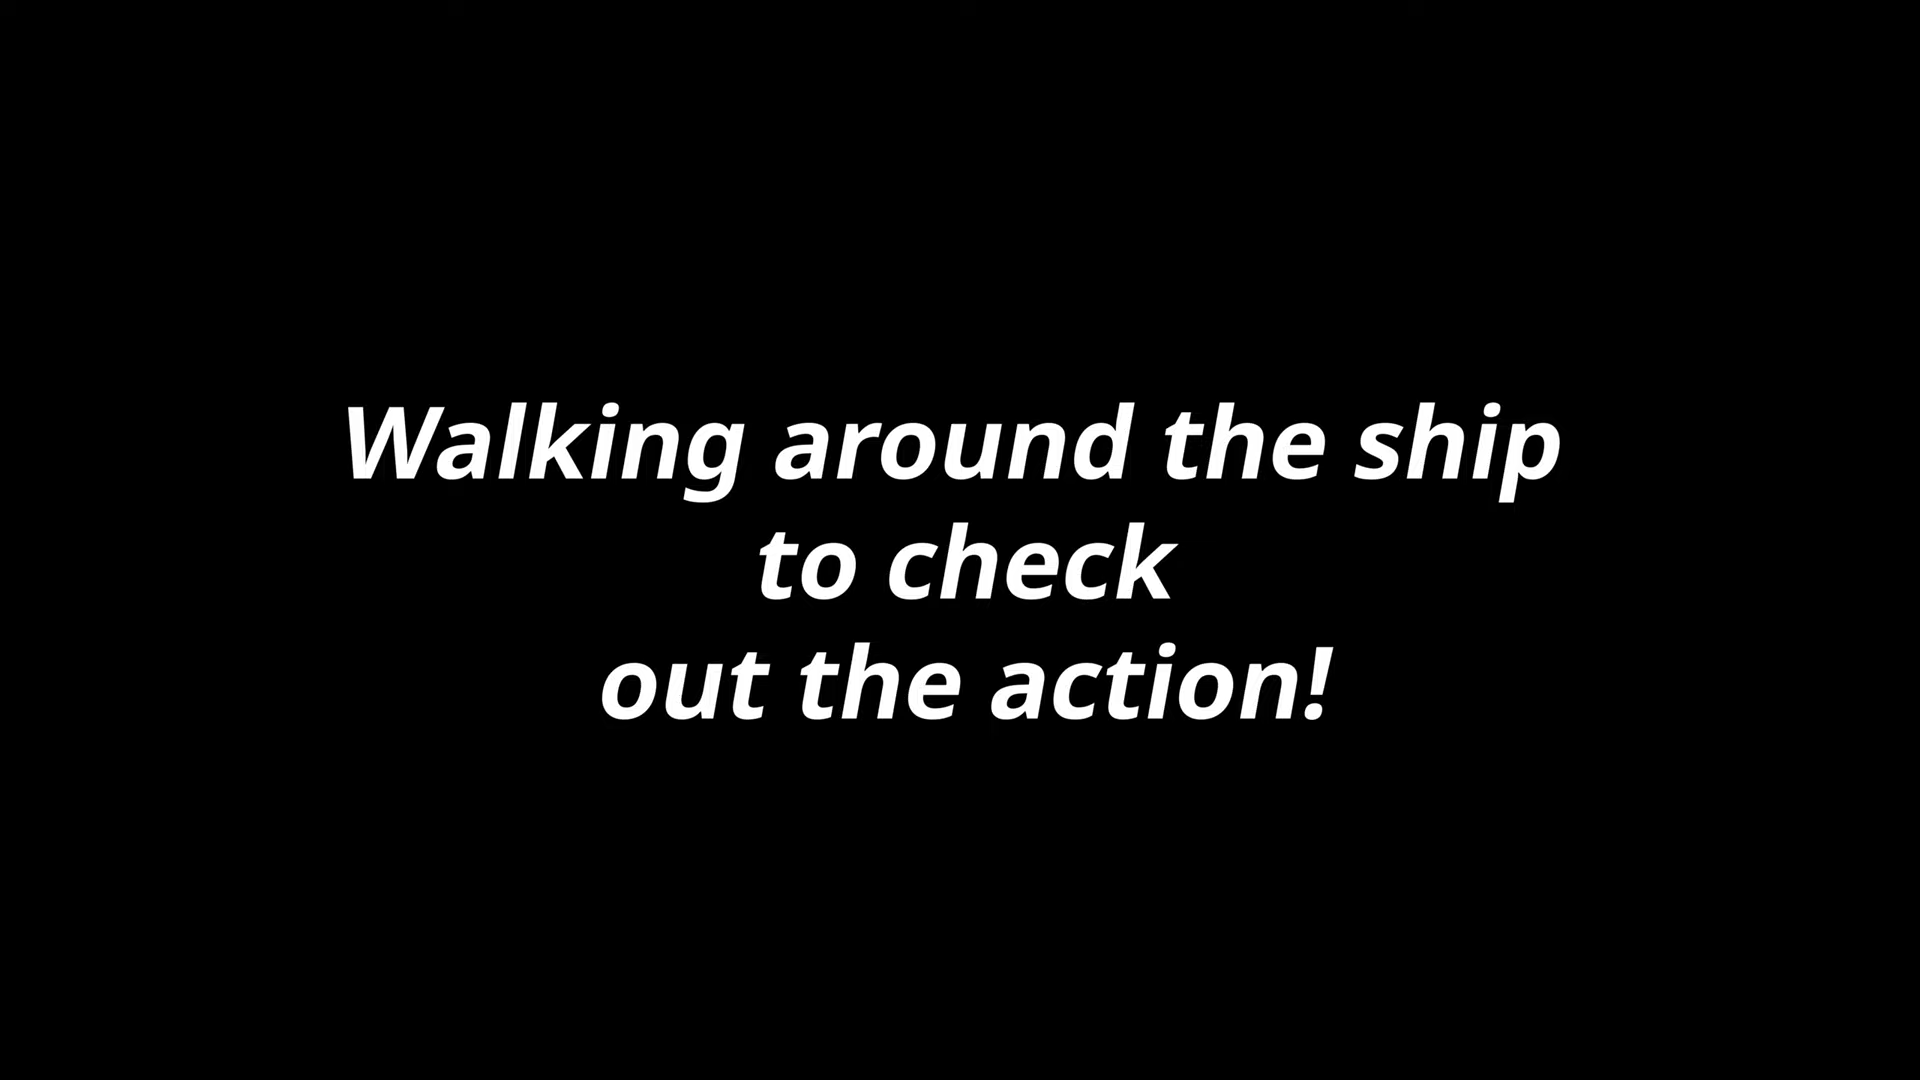 Walking around the ship
to check
out the action!